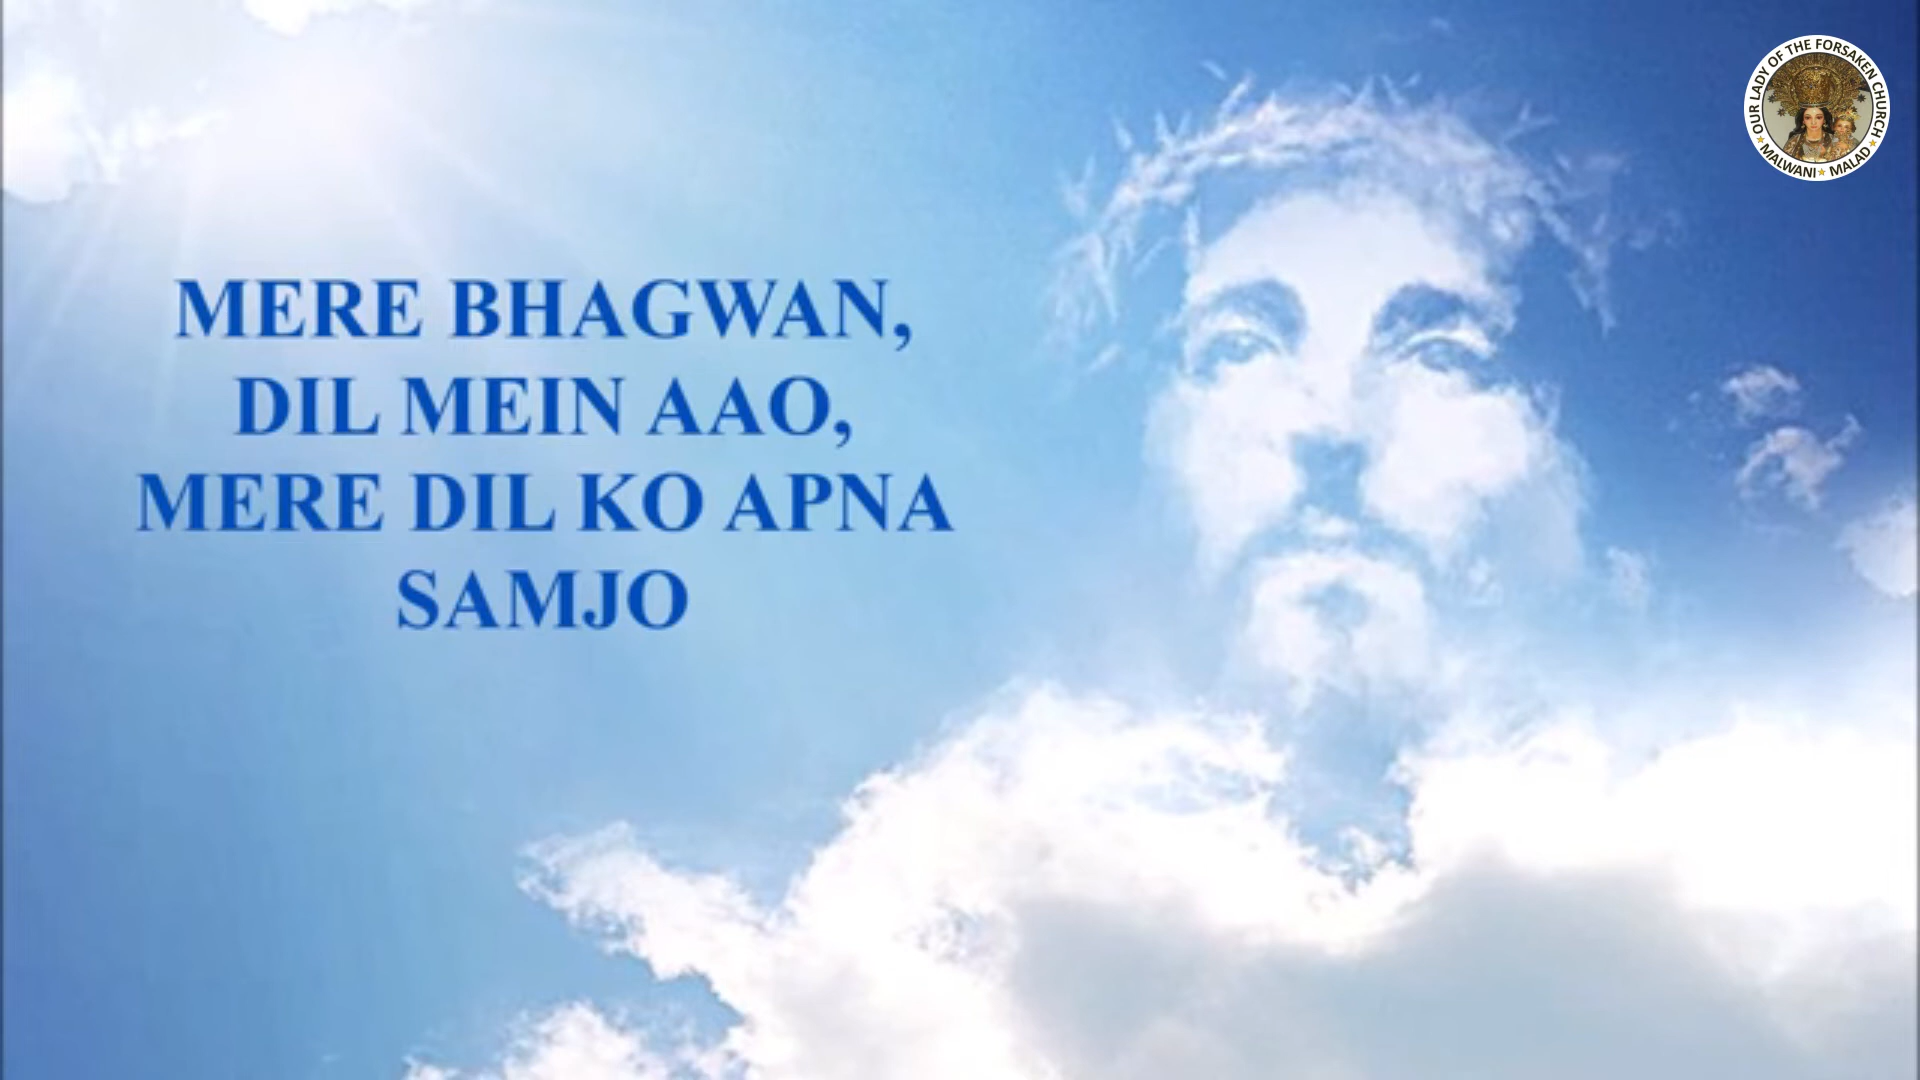 MERE BHAGWAN,
DIL MEIN AAO,
MERE DIL KO APNA
SAMJO
OUR LADY OF THE FORSAKEN CHURCH
MALWANI MALAD